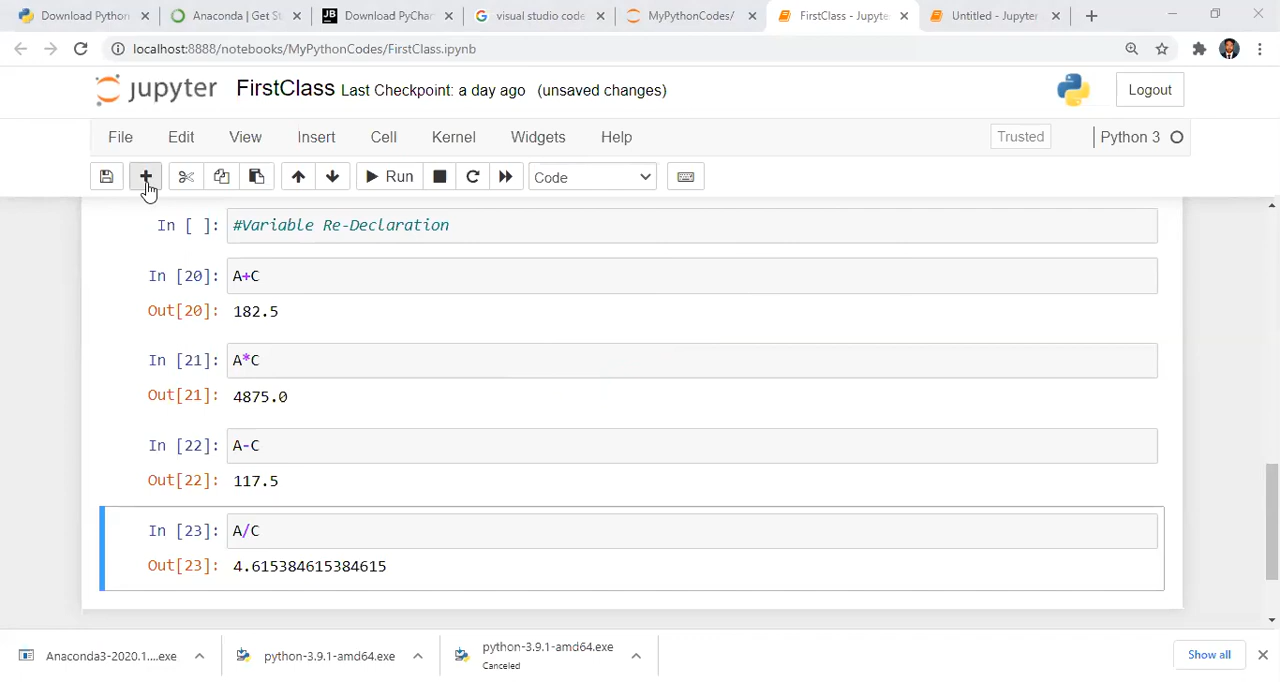 Download Python
Anaconda | Get St
Download PyChar
visual studio code
MyPythonCodes/
FirstClass - Jupyte
Untitled - Jupyter
localhost:8888/notebooks/MyPythonCodes/FirstClass.ipynb
jupyter FirstClass Last Checkpoint: a day ago (unsaved changes) Logout
File Edit View Insert Cell Kernel Widgets Help Trusted Python 3
Run Code
In [ ]: #Variable Re-Declaration
In [20]: A+C
Out[20]: 182.5
In [21]: A*C
Out[21]: 4875.0
In [22]: A-C
Out[22]: 117.5
In [23]: A/C
Out[23]: 4.615384615384615
Anaconda3-2020.1....exe
python-3.9.1-amd64.exe
python-3.9.1-amd64.exe
Canceled
Show all